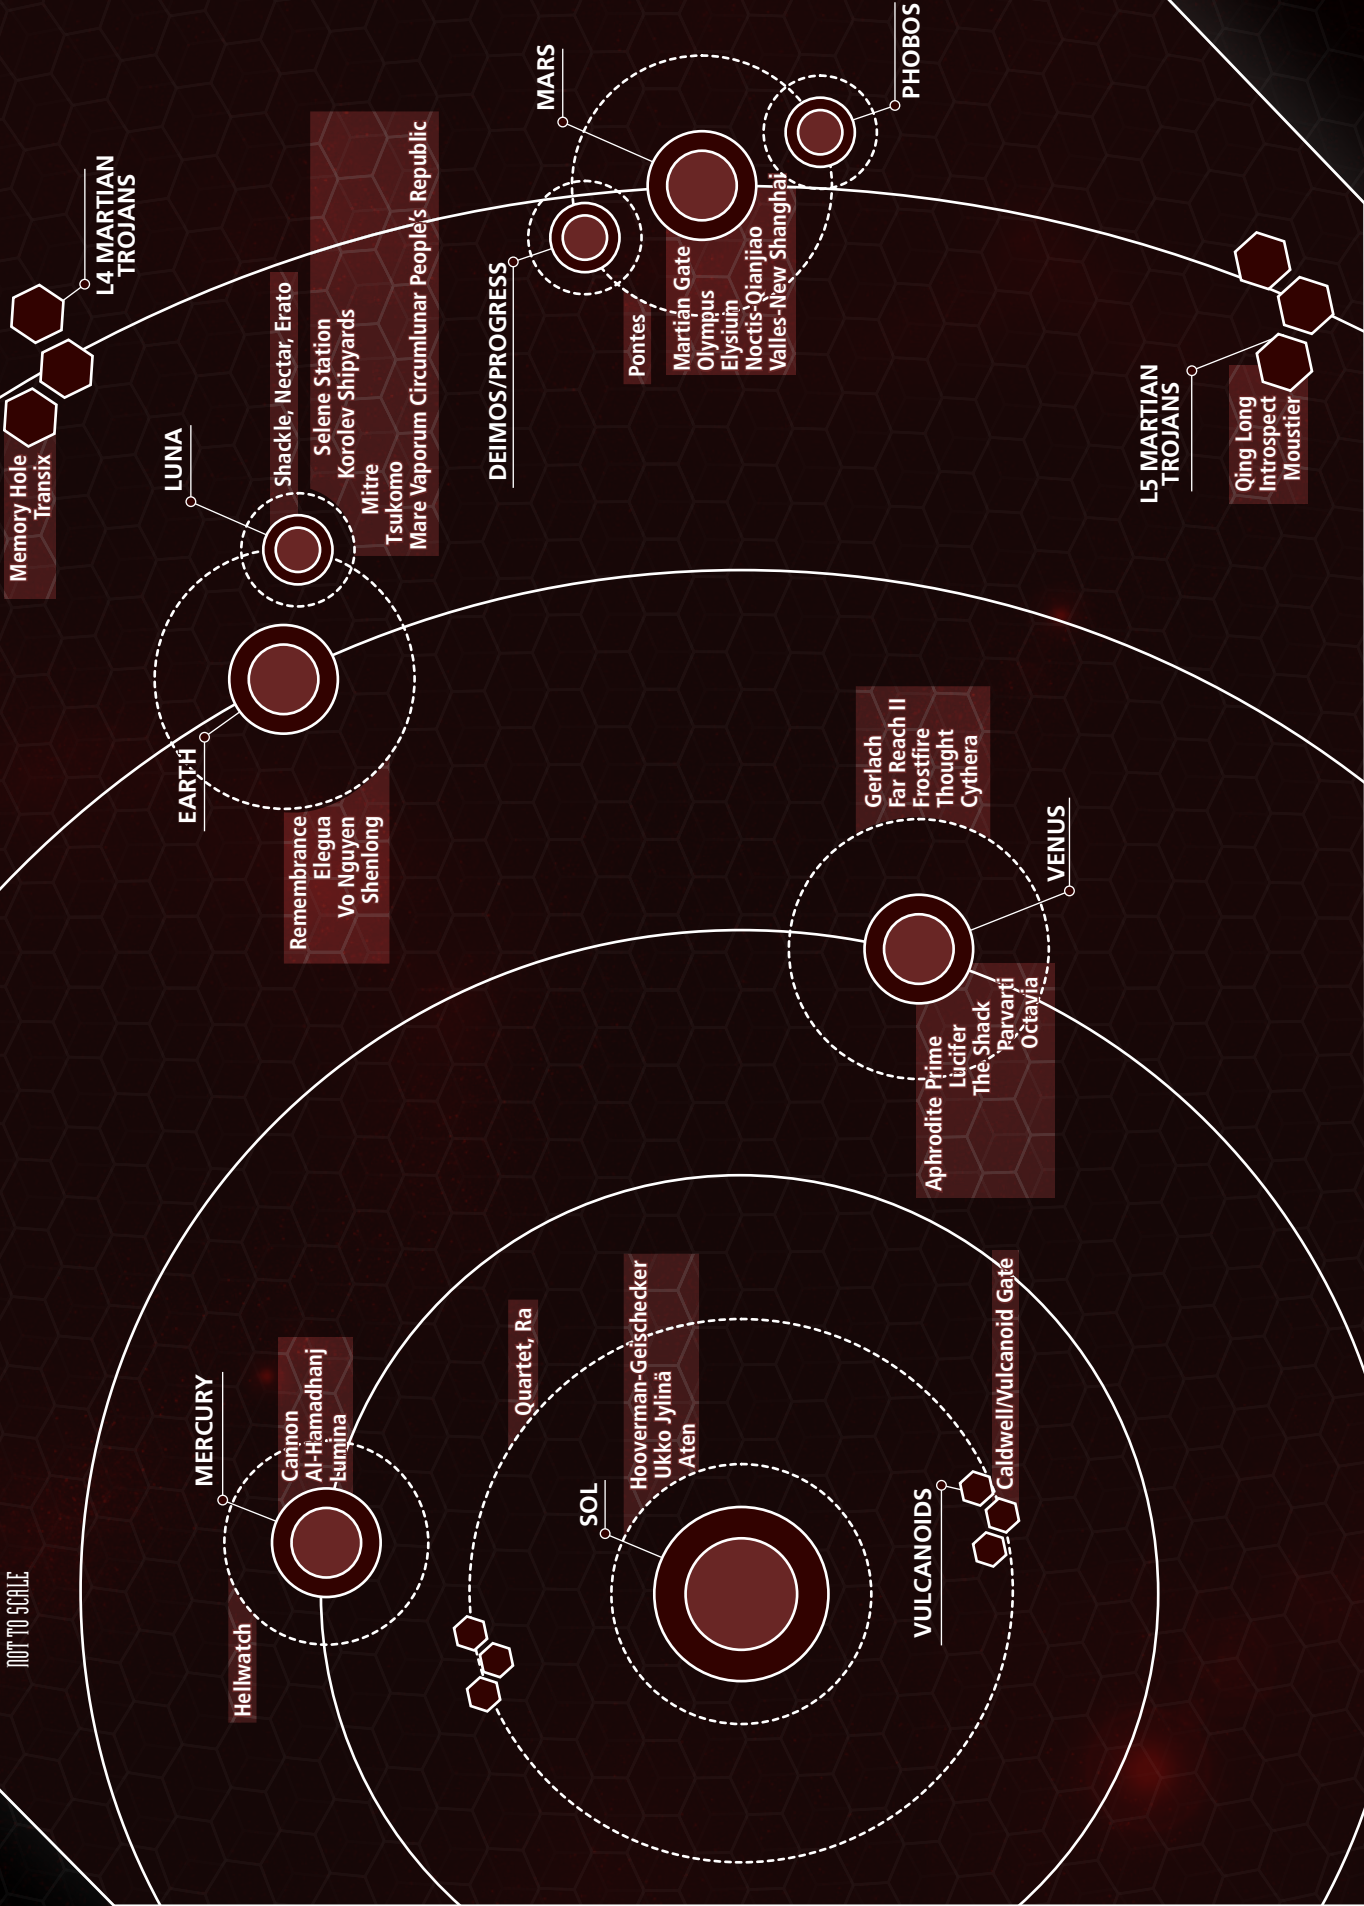 NOT TO SCALE
MERCURY
Hellwatch
Cannon
Al-Hamadhanj
Lumina
Quartet, Ra
SOL
Hooverman-Geischecker
Ukko Jylinä
Aten
VULCANOIDS
Caldwell/Vulcanoid Gate
VENUS
Aphrodite Prime
Lucifer
The Shack
Parvarti
Octavia
Gerlach
Far Reach II
Frostfire
Thought
Cythera
EARTH
Remembrance
Elegua
Vo Nguyen
Shenlong
LUNA
Shackle, Nectar, Erato
Selene Station
Korolev Shipyards
Mitre
Tsukomo
Mare Vaporum Circumlunar People's Republic
L4 MARTIAN
TROJANS
Memory Hole
Transix
MARS
DEIMOS/PROGRESS
Pontes
Martian Gate
Olympus
Elysium
Noctis-Qianjiao
Valles-New Shanghai
PHOBOS
L5 MARTIAN
TROJANS
Qing Long
Introspect
Moustier